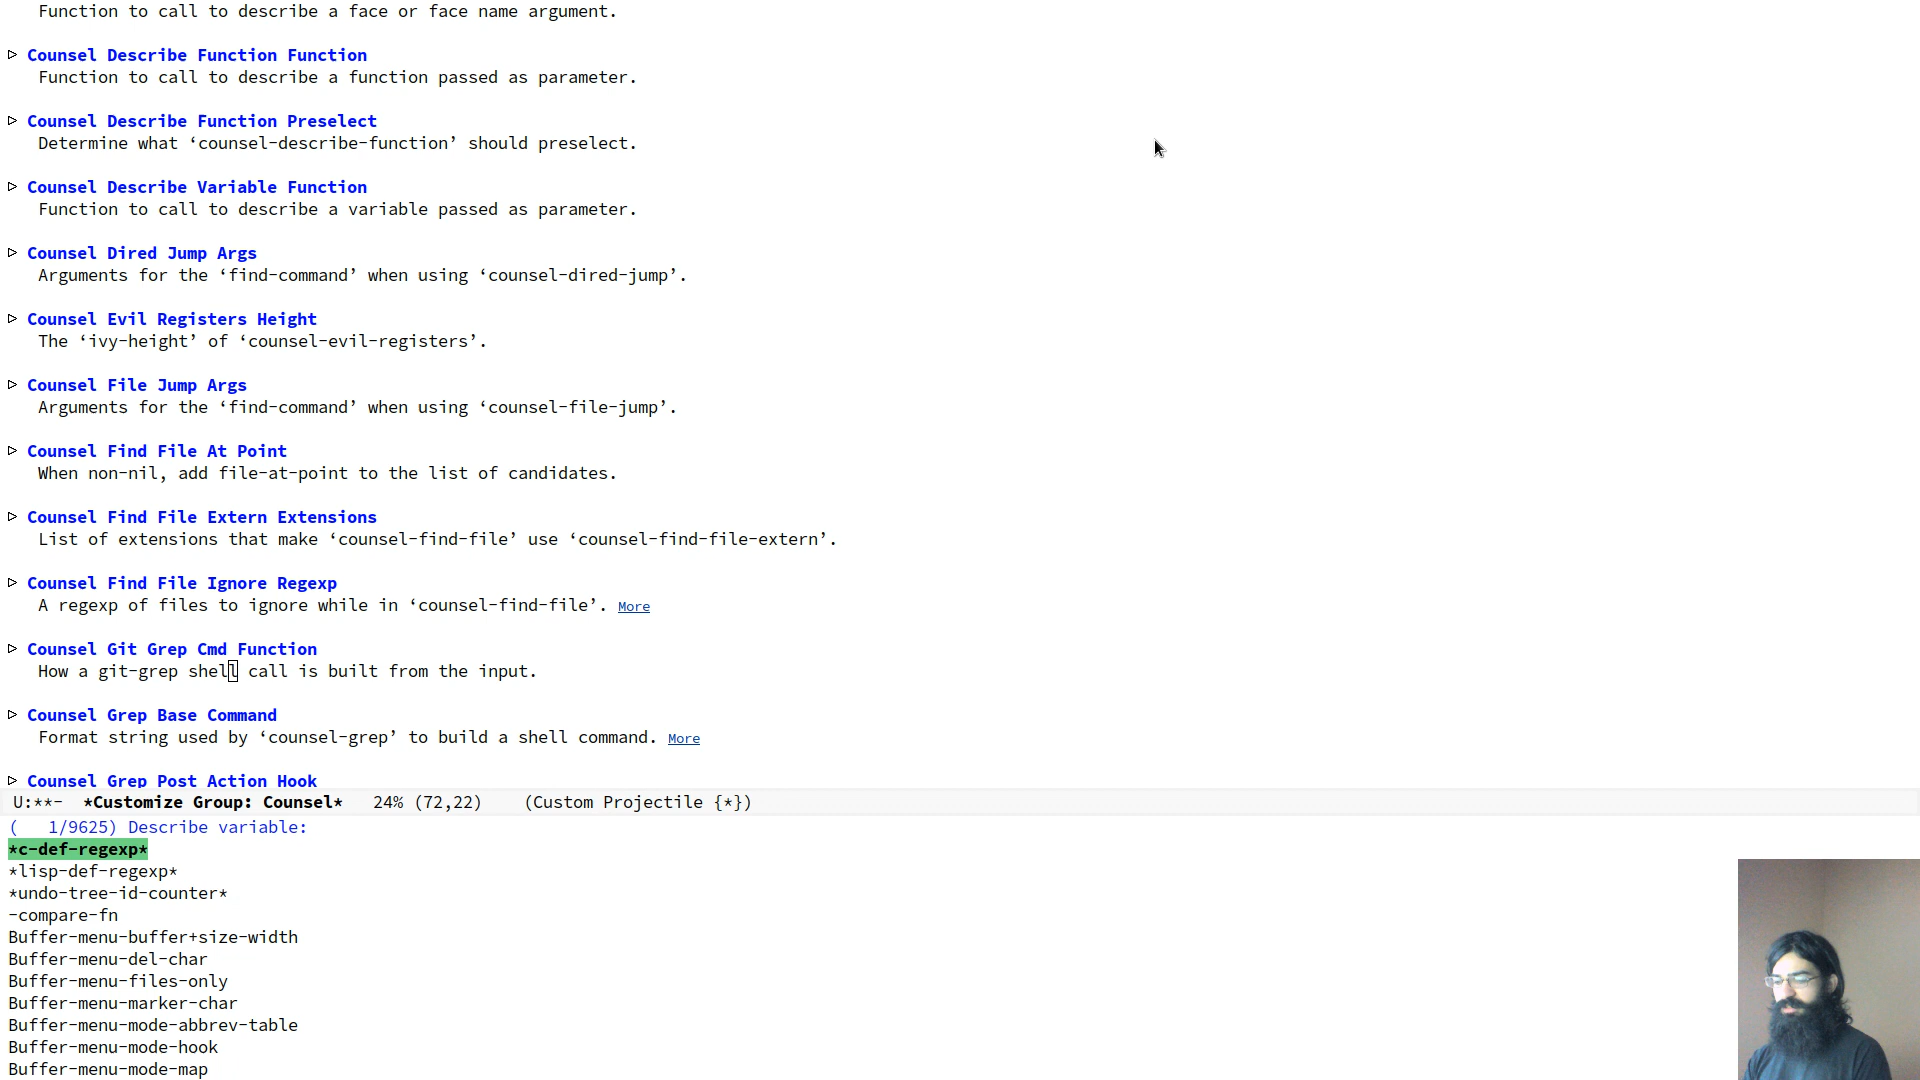 Function to call to describe a face or face name argument.
▷ Counsel Describe Function Function
Function to call to describe a function passed as parameter.
▷ Counsel Describe Function Preselect
Determine what ‘counsel-describe-function’ should preselect.
▷ Counsel Describe Variable Function
Function to call to describe a variable passed as parameter.
▷ Counsel Dired Jump Args
Arguments for the ‘find-command’ when using ‘counsel-dired-jump’.
▷ Counsel Evil Registers Height
The ‘ivy-height’ of ‘counsel-evil-registers’.
▷ Counsel File Jump Args
Arguments for the ‘find-command’ when using ‘counsel-file-jump’.
▷ Counsel Find File At Point
When non-nil, add file-at-point to the list of candidates.
▷ Counsel Find File Extern Extensions
List of extensions that make ‘counsel-find-file’ use ‘counsel-find-file-extern’.
▷ Counsel Find File Ignore Regexp
A regexp of files to ignore while in ‘counsel-find-file’. More
▷ Counsel Git Grep Cmd Function
How a git-grep shell call is built from the input.
▷ Counsel Grep Base Command
Format string used by ‘counsel-grep’ to build a shell command. More
▷ Counsel Grep Post Action Hook
U:**-  *Customize Group: Counsel*   24% (72,22)    (Custom Projectile {*})
(   1/9625) Describe variable:
*c-def-regexp*
*lisp-def-regexp*
*undo-tree-id-counter*
-compare-fn
Buffer-menu-buffer+size-width
Buffer-menu-del-char
Buffer-menu-files-only
Buffer-menu-marker-char
Buffer-menu-mode-abbrev-table
Buffer-menu-mode-hook
Buffer-menu-mode-map